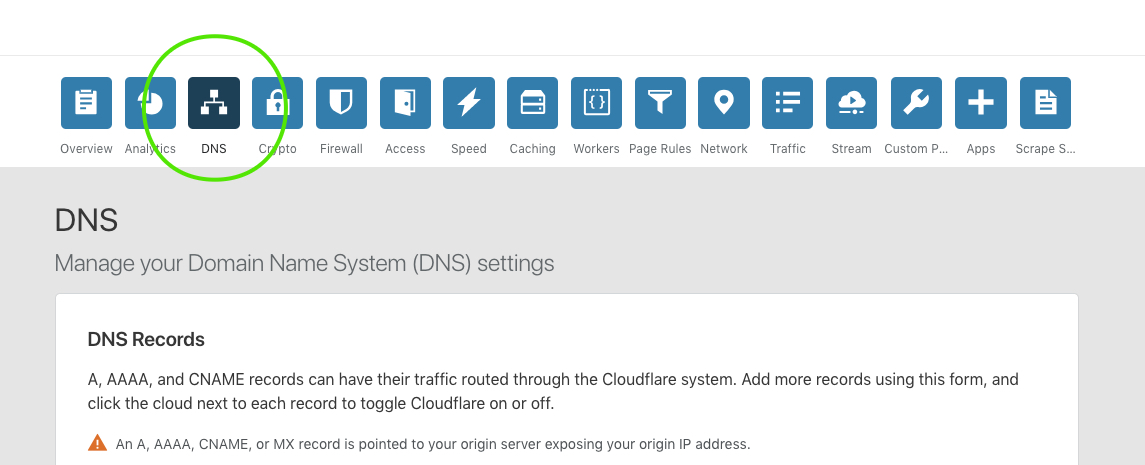 Overview Analytics DNS Crypto Firewall Access Speed Caching Workers Page Rules Network Traffic Stream Custom P... Apps Scrape S...
DNS
Manage your Domain Name System (DNS) settings
DNS Records
A, AAAA, and CNAME records can have their traffic routed through the Cloudflare system. Add more records using this form, and
click the cloud next to each record to toggle Cloudflare on or off.
An A, AAAA, CNAME, or MX record is pointed to your origin server exposing your origin IP address.